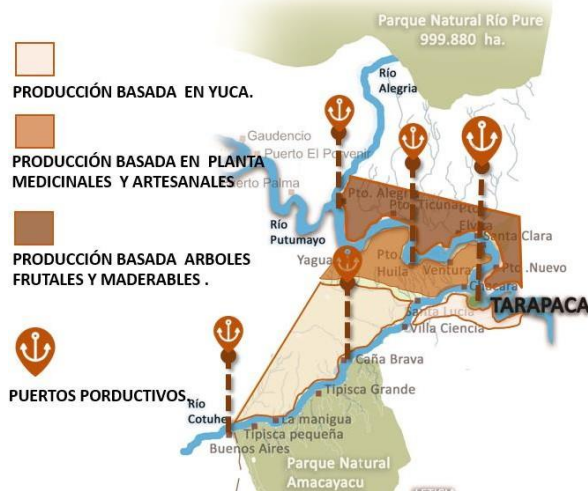 PRODUCCIÓN BASADA EN YUCA.
PRODUCCIÓN BASADA EN PLANTA
MEDICINALES Y ARTESANALES
PRODUCCIÓN BASADA ARBOLES
FRUTALES Y MADERABLES .
PUERTOS PORDUCTIVOS.
Parque Natural Río Pure
999.880 ha.
Río
Alegria
Gaudencio
Puerto El Porvenir
Puerto Palma
Río
Putumayo
Pto. Alegria
Pto. Ticuna
Pto.
Elvira
Santa Clara
Yagua
Pto.
Huila
Ventura
Pto .Nuevo
TARAPACA
Santa Lucia
Villa Ciencia
Caña Brava
Tipisca Grande
Río
Cotuhe
La manigua
Tipisca pequeña
Buenos Aires
Parque Natural
Amacayacu